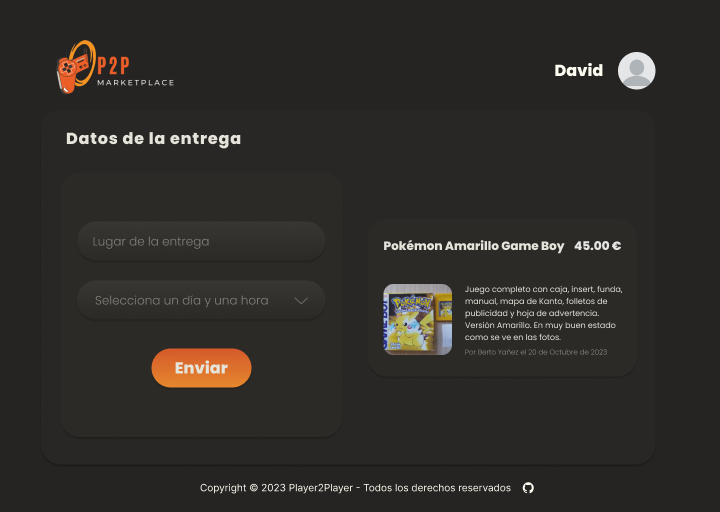 P2P
MARKETPLACE
David
Datos de la entrega
Lugar de la entrega
Selecciona un día y una hora
Enviar
Pokémon Amarillo Game Boy 45.00 €
Juego completo con caja, insert, funda,
manual, mapa de Kanto, folletos de
publicidad y hoja de advertencia.
Versión Amarillo. En muy buen estado
como se ve en las fotos.
Por Berto Yañez el 20 de Octubre de 2023
POKéMON
GAME BOY
Copyright © 2023 Player2Player - Todos los derechos reservados